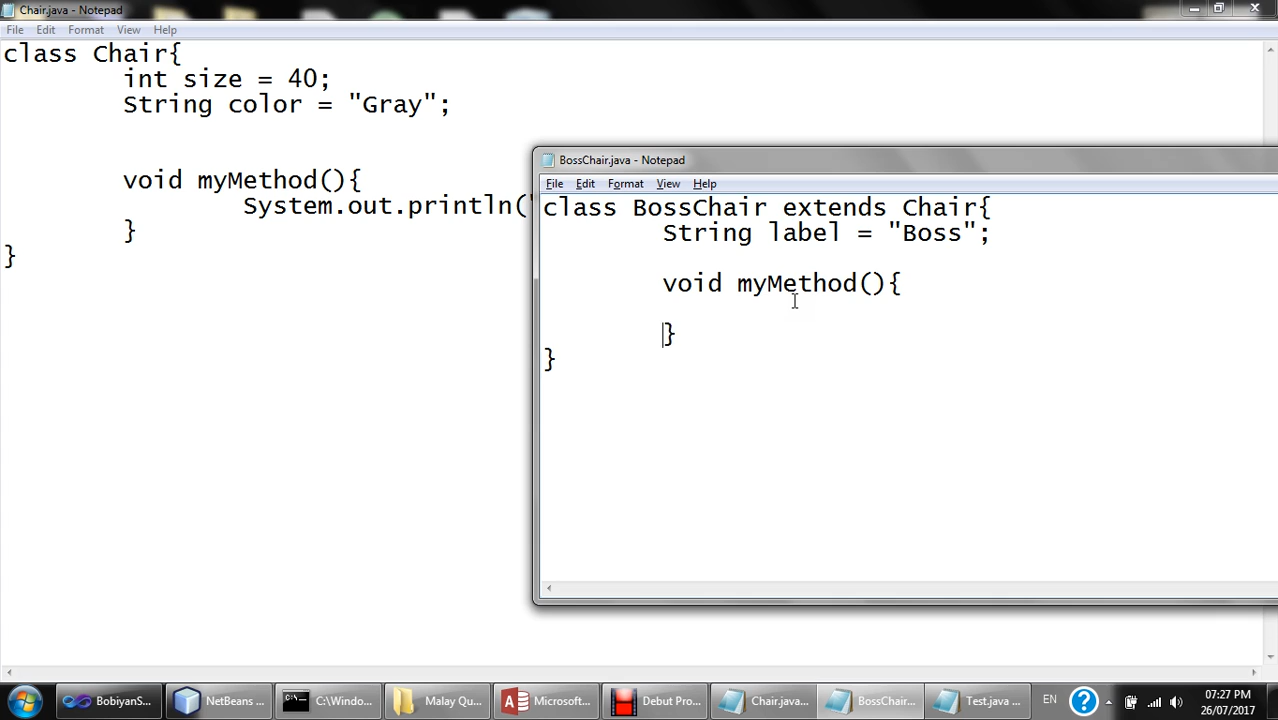 Chair.java - Notepad
File Edit Format View Help
class Chair{
int size = 40;
String color = "Gray";
void myMethod(){
System.out.println("
}
}
BossChair.java - Notepad
File Edit Format View Help
class BossChair extends Chair{
String label = "Boss";
void myMethod(){
}
}
BobiyanS... NetBeans ... C:\Windo... Malay Qu... Microsoft... Debut Pro... Chair.java... BossChair... Test.java ... EN 07:27 PM
26/07/2017